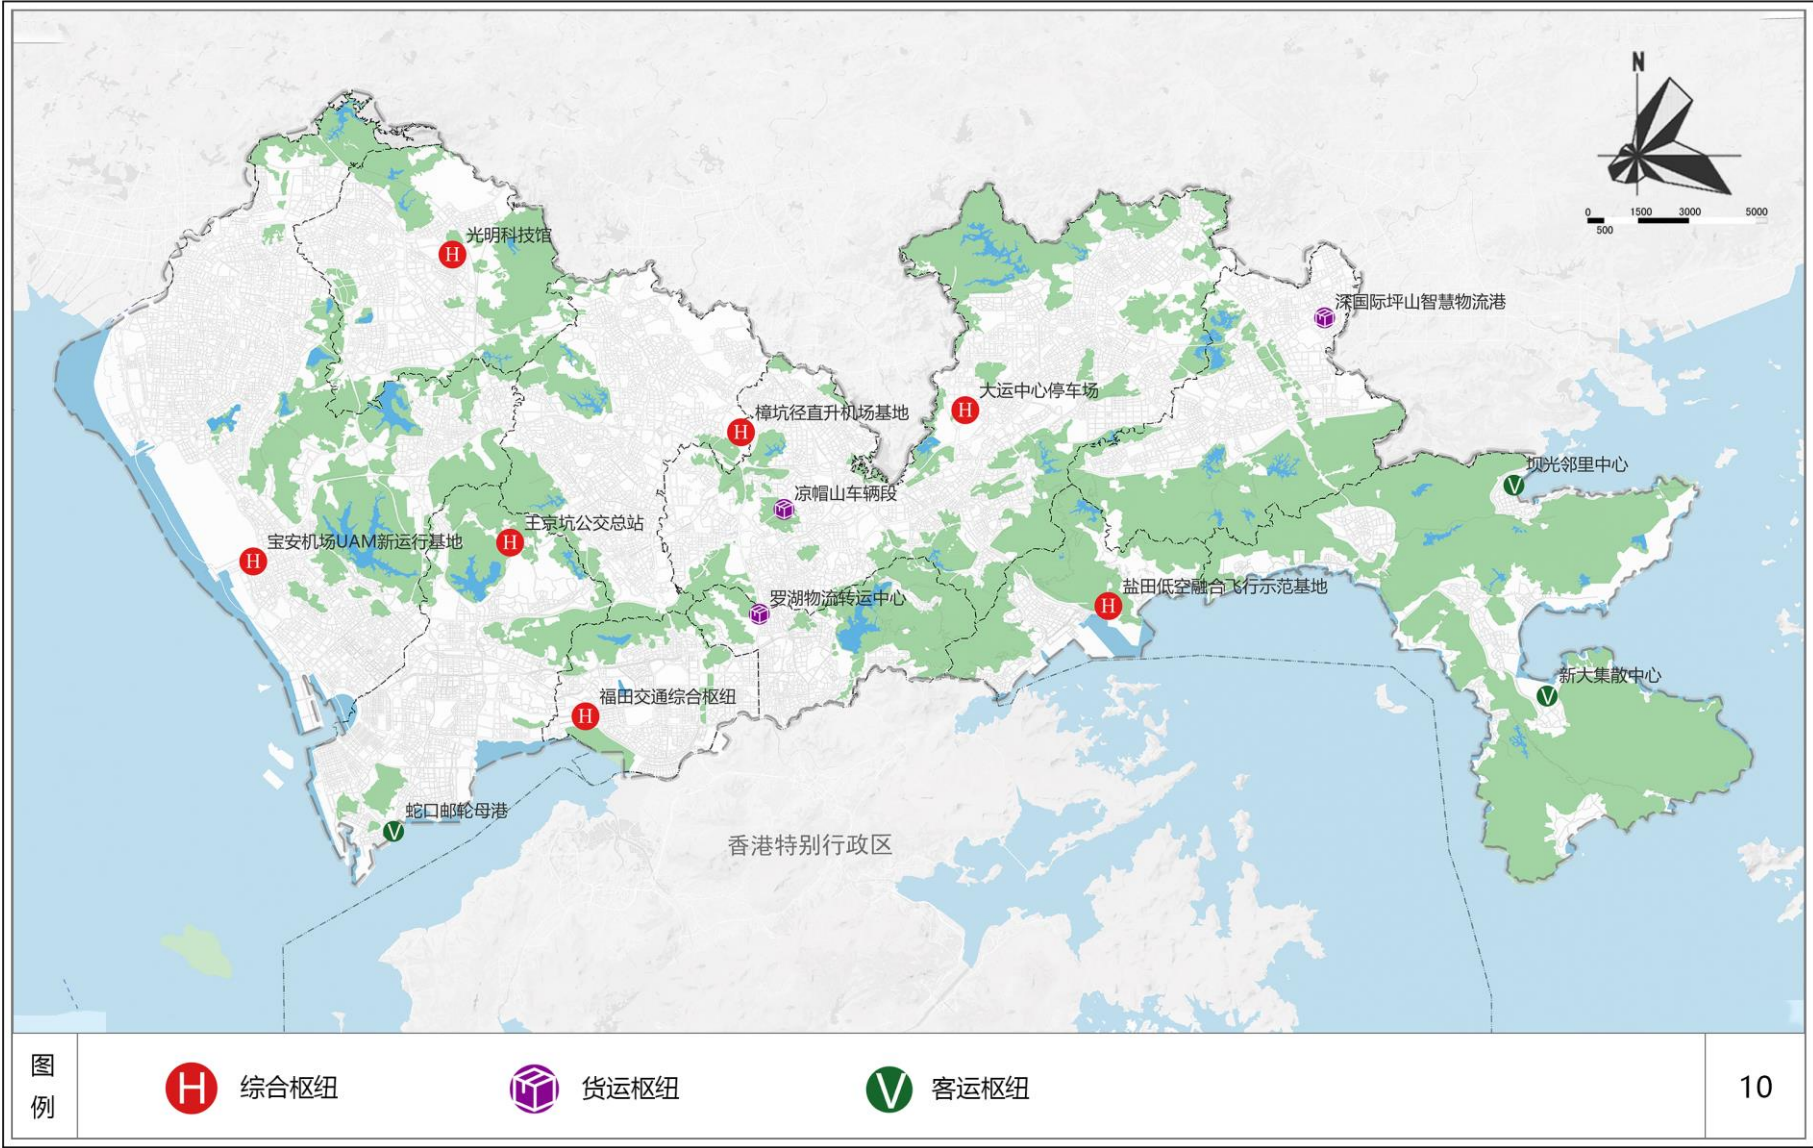 N
0 1500 3000 5000
500
光明科技馆
深国际坪山智慧物流港
大运中心停车场
樟坑径直升机场基地
坝光邻里中心
凉帽山车辆段
王京坑公交总站
宝安机场UAM新运行基地
盐田低空融合飞行示范基地
罗湖物流转运中心
新大集散中心
福田交通综合枢纽
蛇口邮轮母港
香港特别行政区
图例
H 综合枢纽
货运枢纽
V 客运枢纽
10